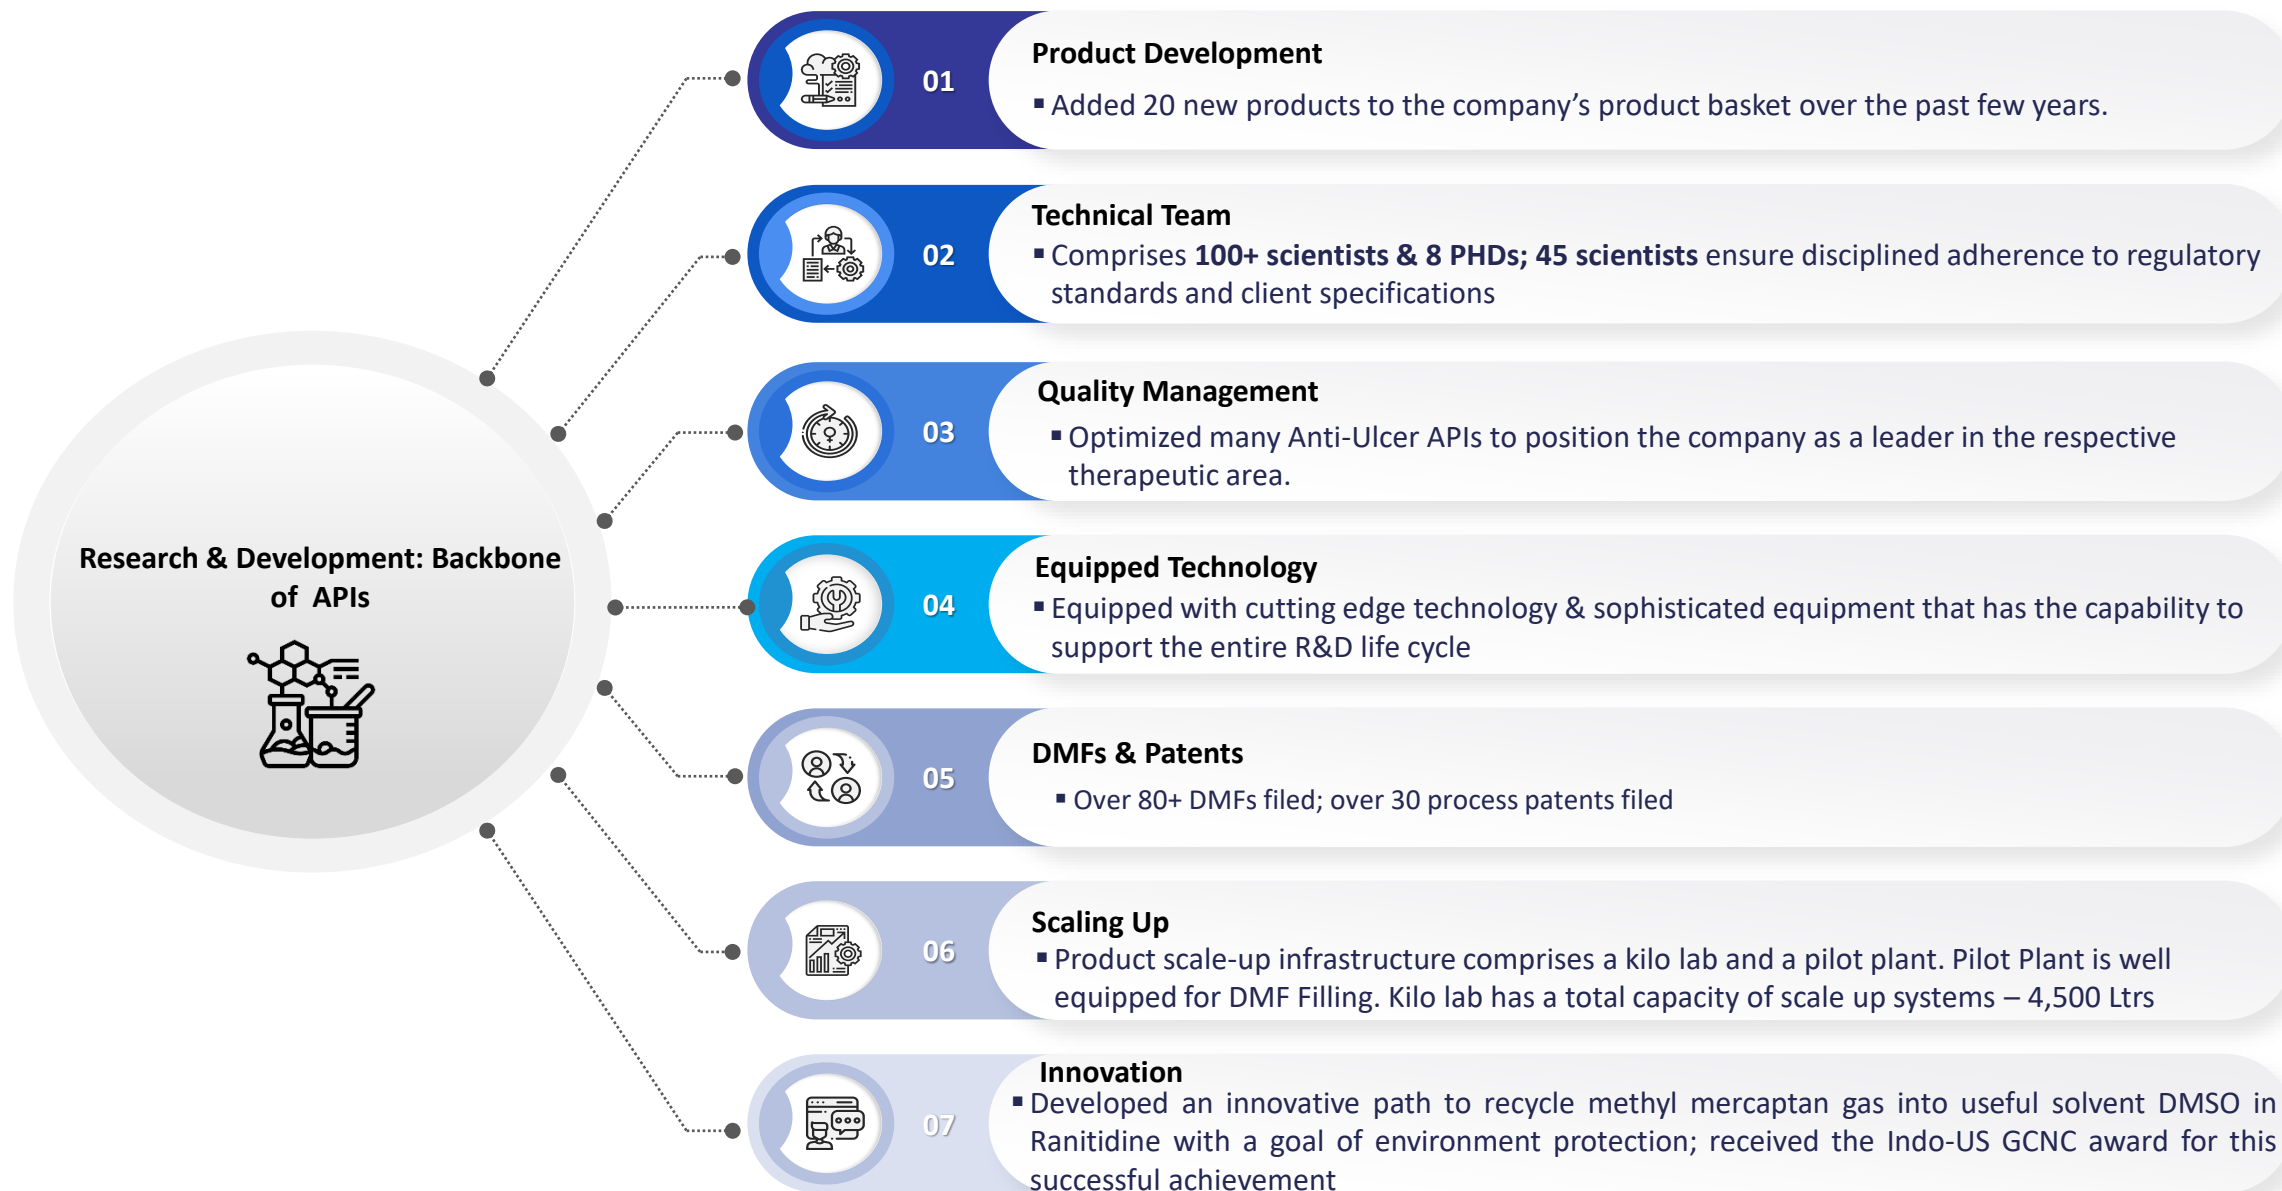 Research & Development: Backbone
of APIs
01
Product Development
▪ Added 20 new products to the company’s product basket over the past few years.
02
Technical Team
▪ Comprises 100+ scientists & 8 PHDs; 45 scientists ensure disciplined adherence to regulatory
standards and client specifications
03
Quality Management
▪ Optimized many Anti-Ulcer APIs to position the company as a leader in the respective
therapeutic area.
04
Equipped Technology
▪ Equipped with cutting edge technology & sophisticated equipment that has the capability to
support the entire R&D life cycle
05
DMFs & Patents
▪ Over 80+ DMFs filed; over 30 process patents filed
06
Scaling Up
▪ Product scale-up infrastructure comprises a kilo lab and a pilot plant. Pilot Plant is well
equipped for DMF Filling. Kilo lab has a total capacity of scale up systems – 4,500 Ltrs
07
Innovation
▪ Developed an innovative path to recycle methyl mercaptan gas into useful solvent DMSO in
Ranitidine with a goal of environment protection; received the Indo-US GCNC award for this
successful achievement